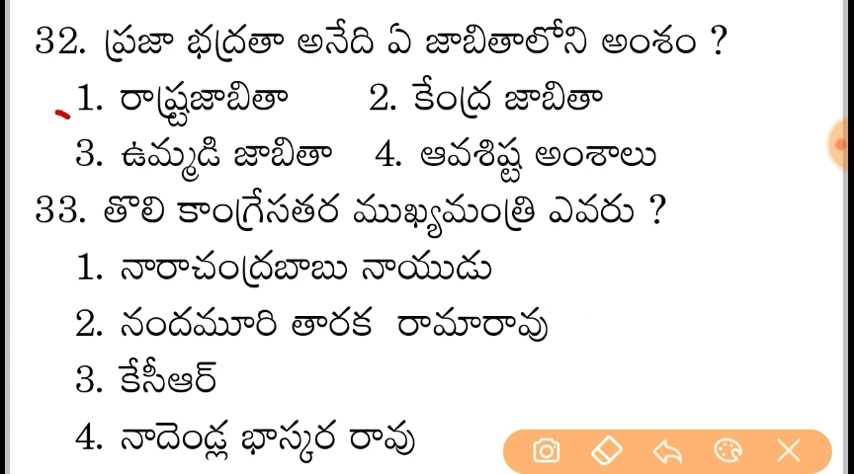 32. ప్రజా భద్రతా అనేది ఏ జాబితాలోని అంశం ?
1. రాష్ట్రజాబితా 2. కేంద్ర జాబితా
3. ఉమ్మడి జాబితా 4. ఆవశిష్ట అంశాలు
33. తొలి కాంగ్రేసతర ముఖ్యమంత్రి ఎవరు ?
1. నారాచంద్రబాబు నాయుడు
2. నందమూరి తారక రామారావు
3. కేసీఆర్
4. నాదెండ్ల భాస్కర రావు